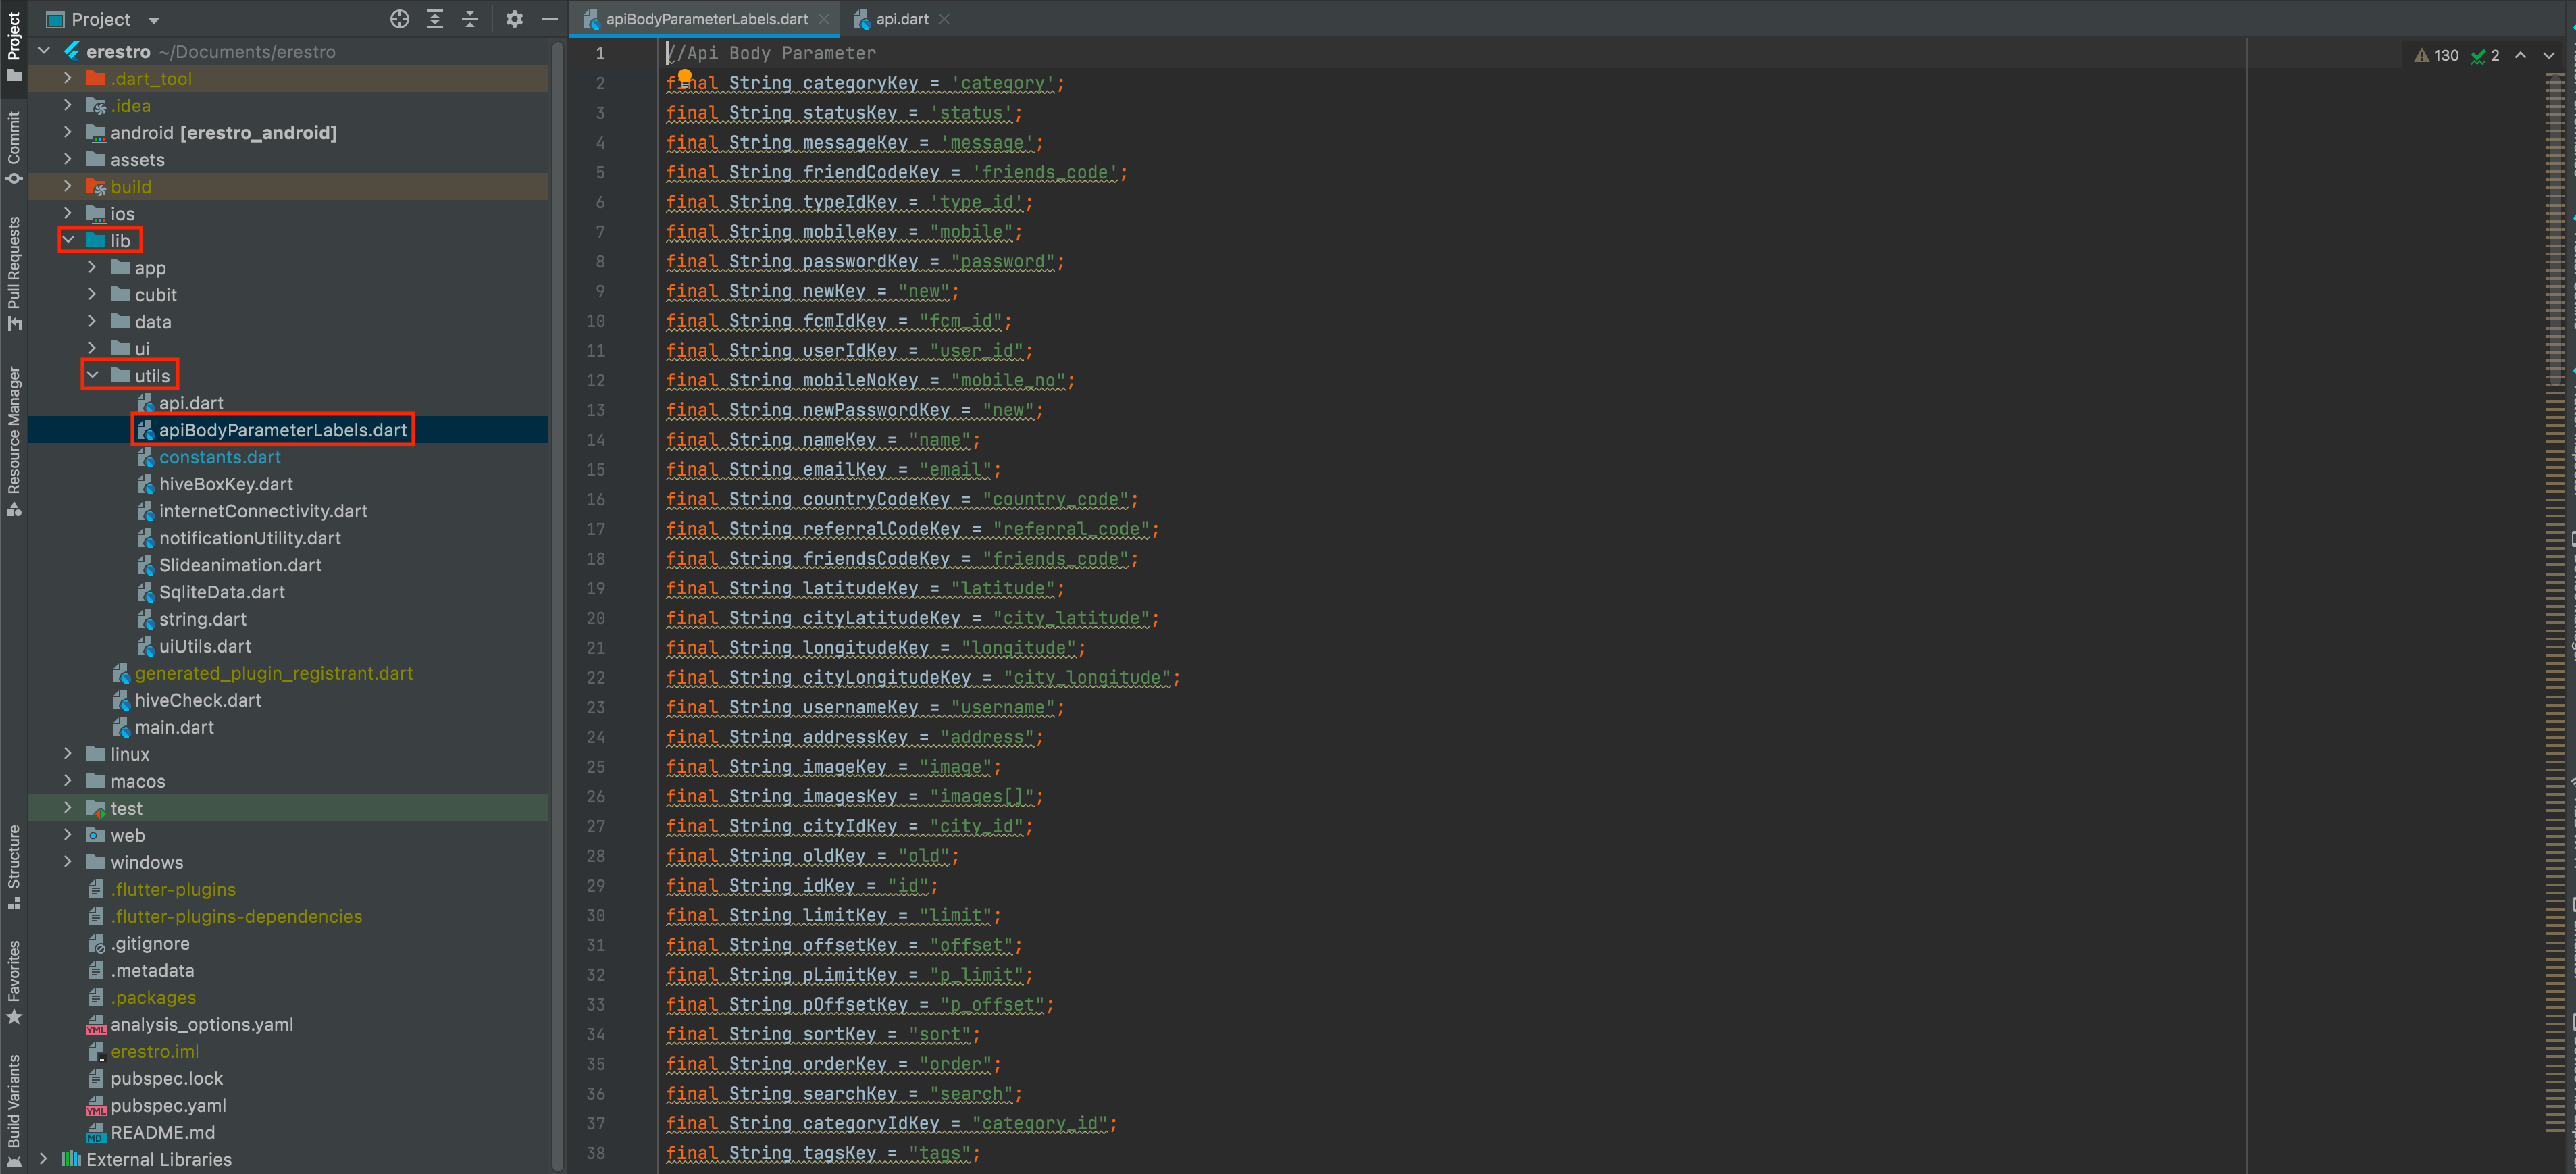 Project
apiBodyParameterLabels.dart
api.dart
erestro ~/Documents/erestro
.dart_tool
.idea
android [erestro_android]
assets
build
ios
lib
app
cubit
data
ui
utils
api.dart
apiBodyParameterLabels.dart
constants.dart
hiveBoxKey.dart
internetConnectivity.dart
notificationUtility.dart
Slideanimation.dart
SqliteData.dart
string.dart
uiUtils.dart
generated_plugin_registrant.dart
hiveCheck.dart
main.dart
linux
macos
test
web
windows
.flutter-plugins
.flutter-plugins-dependencies
.gitignore
.metadata
.packages
analysis_options.yaml
erestro.iml
pubspec.lock
pubspec.yaml
README.md
External Libraries
Project
Commit
Pull Requests
Resource Manager
Structure
Favorites
Build Variants
130 2
1 //Api Body Parameter
2 final String categoryKey = 'category';
3 final String statusKey = 'status';
4 final String messageKey = 'message';
5 final String friendCodeKey = 'friends_code';
6 final String typeIdKey = 'type_id';
7 final String mobileKey = "mobile";
8 final String passwordKey = "password";
9 final String newKey = "new";
10 final String fcmIdKey = "fcm_id";
11 final String userIdKey = "user_id";
12 final String mobileNoKey = "mobile_no";
13 final String newPasswordKey = "new";
14 final String nameKey = "name";
15 final String emailKey = "email";
16 final String countryCodeKey = "country_code";
17 final String referralCodeKey = "referral_code";
18 final String friendsCodeKey = "friends_code";
19 final String latitudeKey = "latitude";
20 final String cityLatitudeKey = "city_latitude";
21 final String longitudeKey = "longitude";
22 final String cityLongitudeKey = "city_longitude";
23 final String usernameKey = "username";
24 final String addressKey = "address";
25 final String imageKey = "image";
26 final String imagesKey = "images[]";
27 final String cityIdKey = "city_id";
28 final String oldKey = "old";
29 final String idKey = "id";
30 final String limitKey = "limit";
31 final String offsetKey = "offset";
32 final String pLimitKey = "p_limit";
33 final String pOffsetKey = "p_offset";
34 final String sortKey = "sort";
35 final String orderKey = "order";
36 final String searchKey = "search";
37 final String categoryIdKey = "category_id";
38 final String tagsKey = "tags";